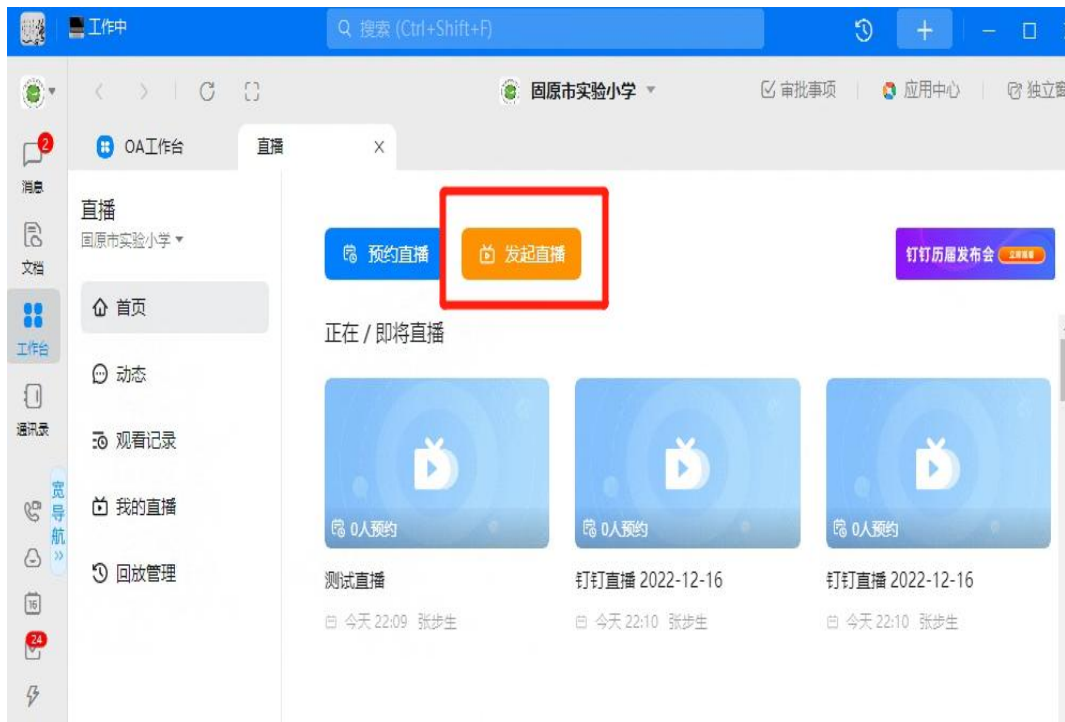 工作中
搜索 (Ctrl+Shift+F)
固原市实验小学
审批事项
应用中心
独立窗
OA工作台
直播
2
消息
文档
工作台
通讯录
宽导航
16
24
直播
固原市实验小学
首页
动态
观看记录
我的直播
回放管理
预约直播
发起直播
钉钉历届发布会
正在 / 即将直播
0人预约
0人预约
0人预约
测试直播
钉钉直播 2022-12-16
钉钉直播 2022-12-16
今天 22:09 张步生
今天 22:10 张步生
今天 22:10 张步生